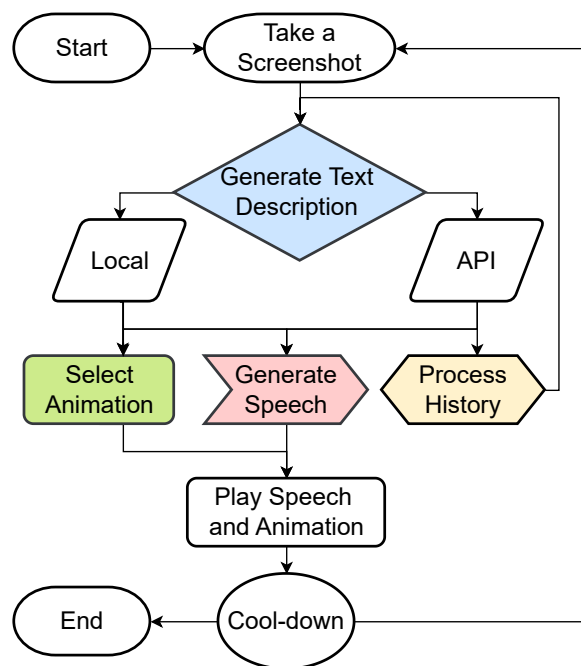 Start
Take a
Screenshot
Generate Text
Description
Local
API
Select
Animation
Generate
Speech
Process
History
Play Speech
and Animation
End
Cool-down